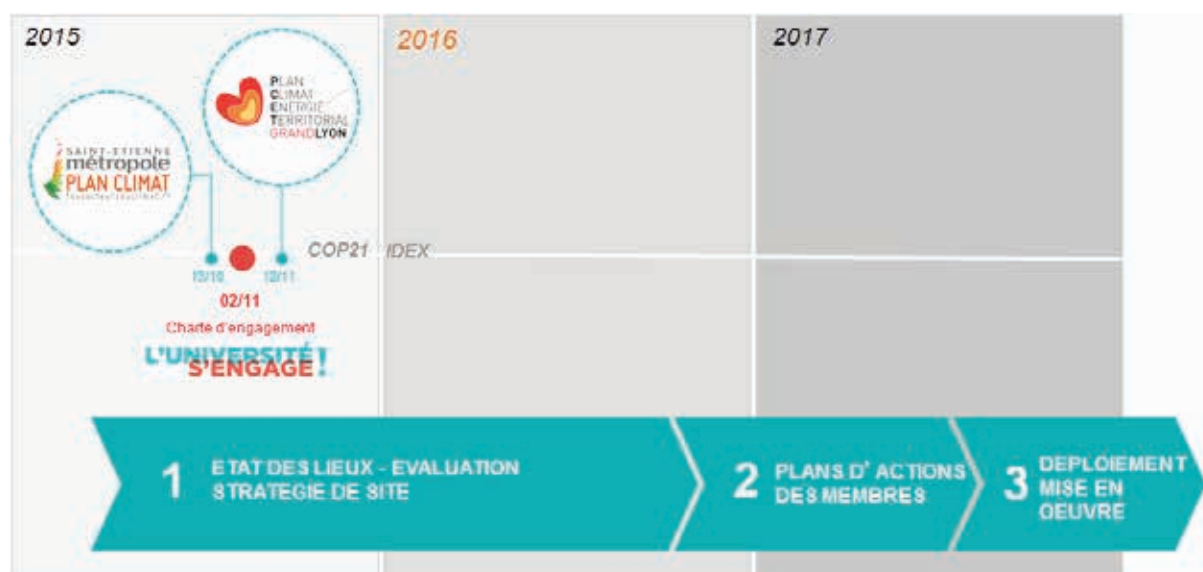 2015
2016
2017
PLAN
CLIMAT
ÉNERGIE
TERRITORIAL
GRANDLYON
SAINT-ETIENNE
métropole
PLAN CLIMAT
COP21
IDEX
12/11
02/11
Charte d'engagement
L'UNIVERSITÉ
S'ENGAGE !
1
ETAT DES LIEUX - EVALUATION
STRATEGIE DE SITE
2
PLANS D' ACTIONS
DES MEMBRES
3
DEPLOIEMENT
MISE EN
OEUVRE